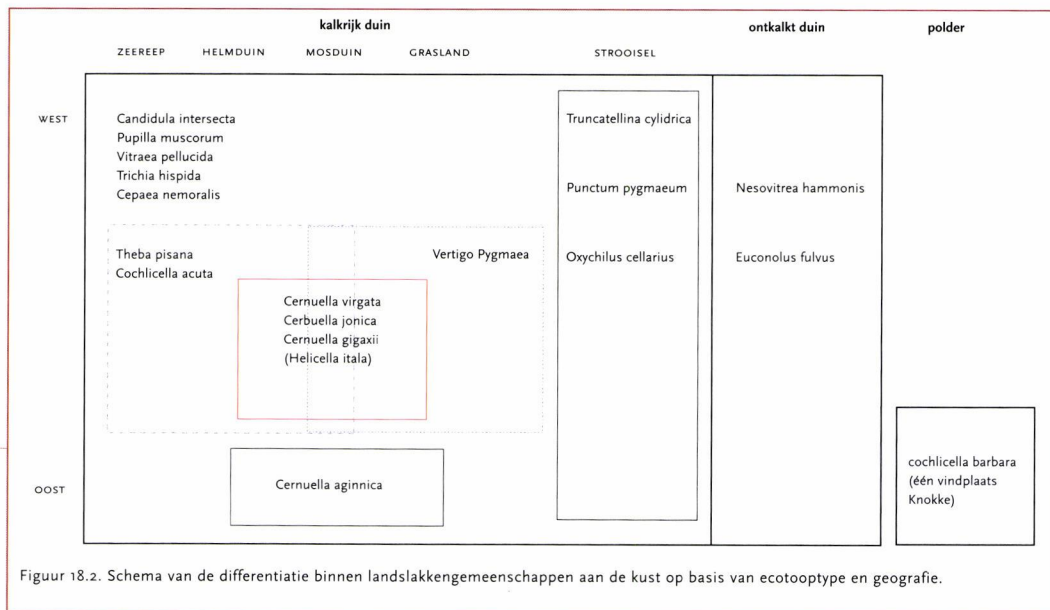 kalkrijk duin
ontkalkt duin
polder
ZEEREEP
HELMDUIN
MOSDUIN
GRASLAND
STROOISEL
WEST
Candidula intersecta
Pupilla muscorum
Vitraea pellucida
Trichia hispida
Cepaea nemoralis
Truncatellina cylidrica
Punctum pygmaeum
Nesovitrea hammonis
Theba pisana
Cochlicella acuta
Vertigo Pygmaea
Oxychilus cellarius
Euconolus fulvus
Cernuella virgata
Cerbuella jonica
Cernuella gigaxii
(Helicella itala)
OOST
Cernuella aginnica
cochlicella barbara
(één vindplaats
Knokke)
Figuur 18.2. Schema van de differentiatie binnen landslakkengemeenschappen aan de kust op basis van ecotooptype en geografie.